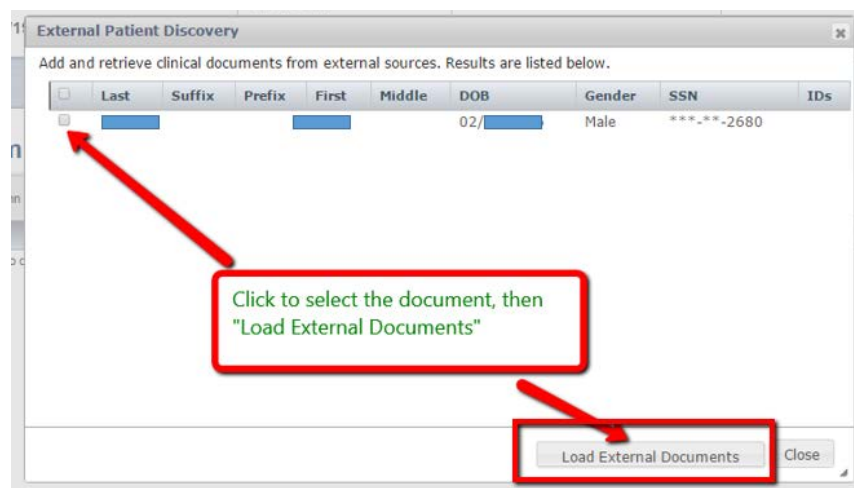 External Patient Discovery
Add and retrieve clinical documents from external sources. Results are listed below.
Last Suffix Prefix First Middle DOB Gender SSN IDs
02/ Male ***-**-2680
Click to select the document, then
"Load External Documents"
Load External Documents Close